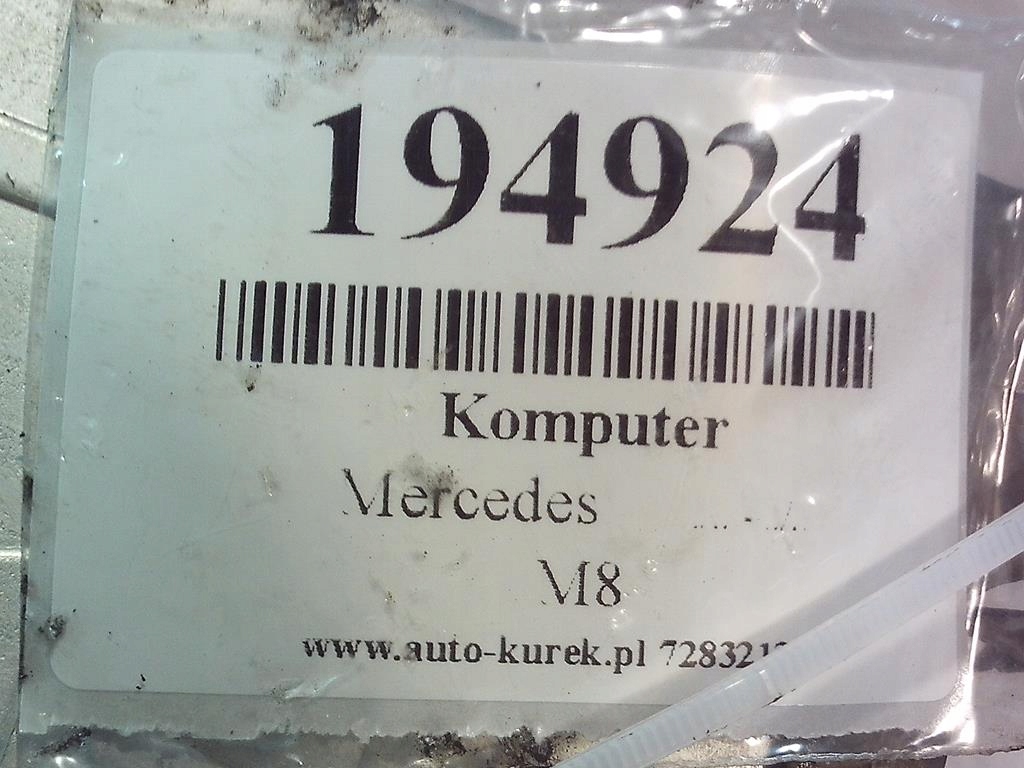 194924
Komputer
Mercedes
M8
www.auto-kurek.pl